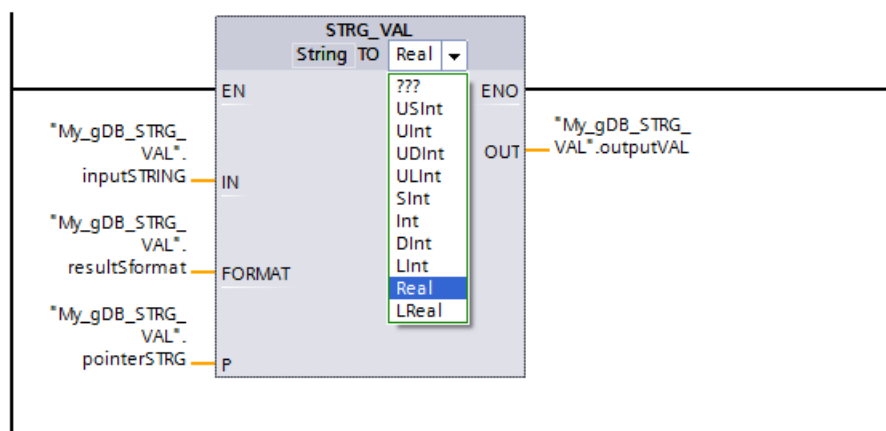 STRG_VAL
String TO Real
EN
ENO
???
USInt
UInt
UDInt
ULInt
SInt
Int
DInt
LInt
Real
LReal
"My_gDB_STRG_
VAL".
inputSTRING
IN
"My_gDB_STRG_
VAL".outputVAL
OUT
"My_gDB_STRG_
VAL".
resultSformat
FORMAT
"My_gDB_STRG_
VAL".
pointerSTRG
P